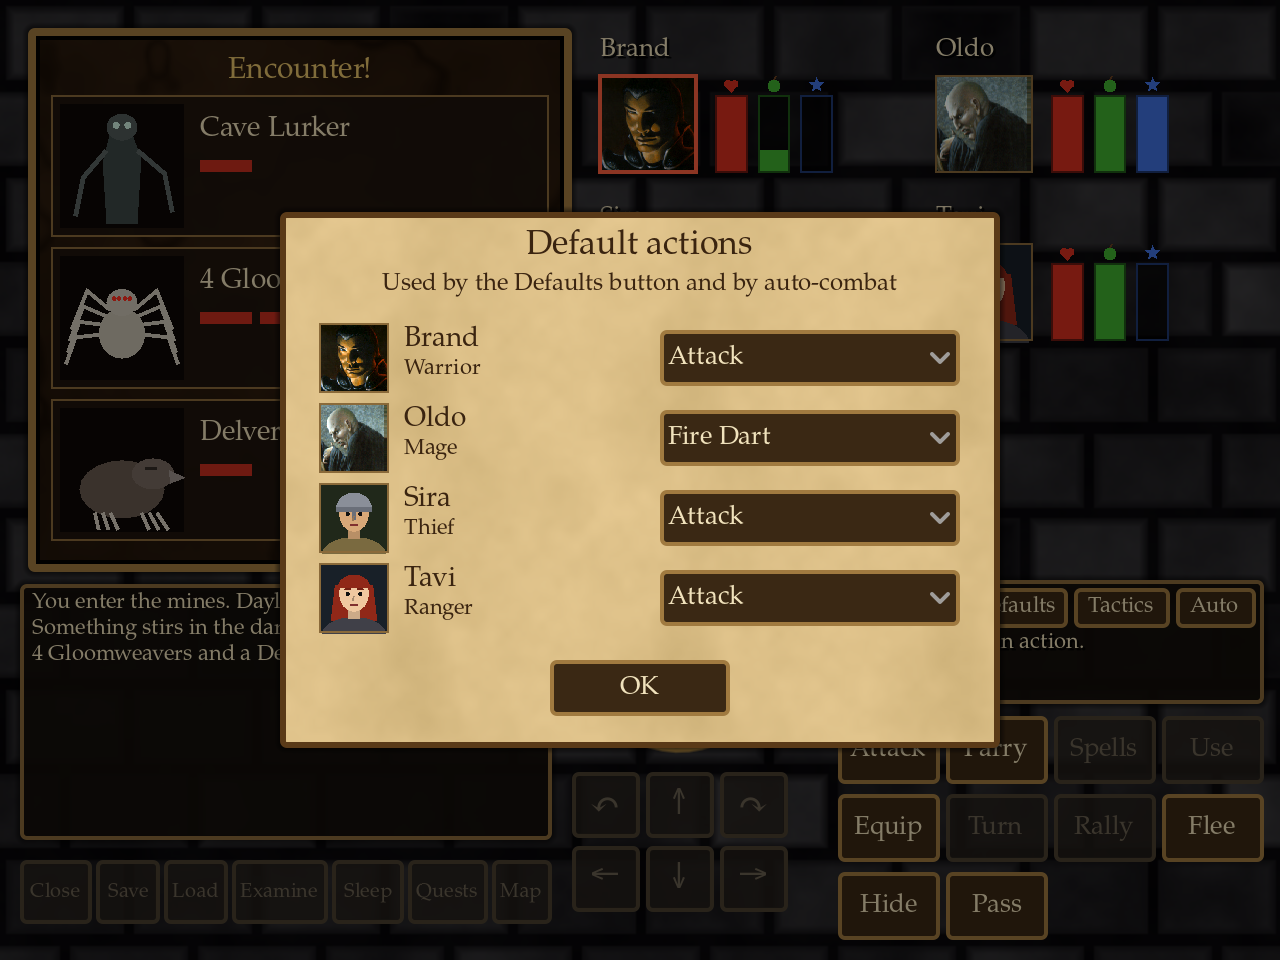 Encounter!
Cave Lurker
4 Gloo
Delver
Brand
Oldo
Default actions
Used by the Defaults button and by auto-combat
Brand
Warrior
Attack
Oldo
Mage
Fire Dart
Sira
Thief
Attack
Tavi
Ranger
Attack
OK
You enter the mines. Dayl
Something stirs in the dar
4 Gloomweavers and a De
faults
Tactics
Auto
n action.
Attack
Parry
Spells
Use
Equip
Turn
Rally
Flee
Hide
Pass
Close
Save
Load
Examine
Sleep
Quests
Map